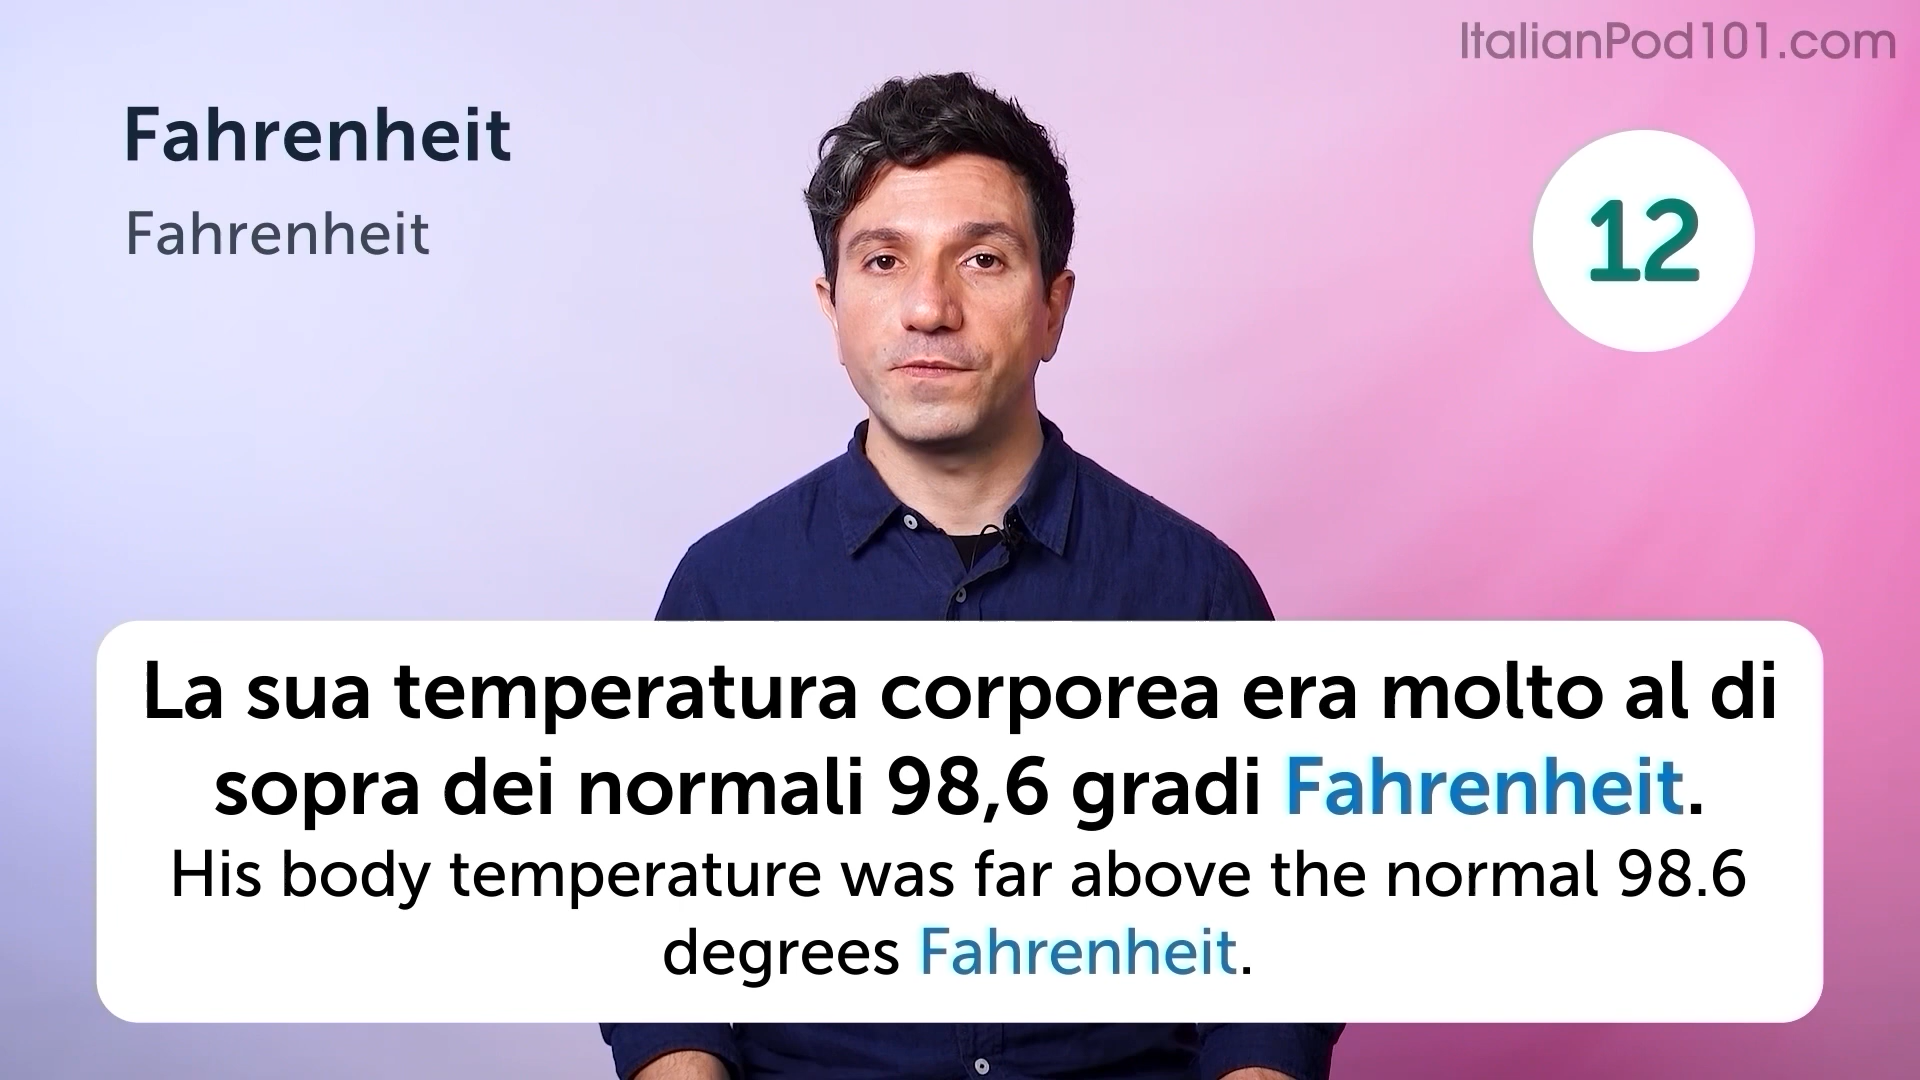 ItalianPod101.com
Fahrenheit
Fahrenheit
12
La sua temperatura corporea era molto al di
sopra dei normali 98,6 gradi Fahrenheit.
His body temperature was far above the normal 98.6
degrees Fahrenheit.